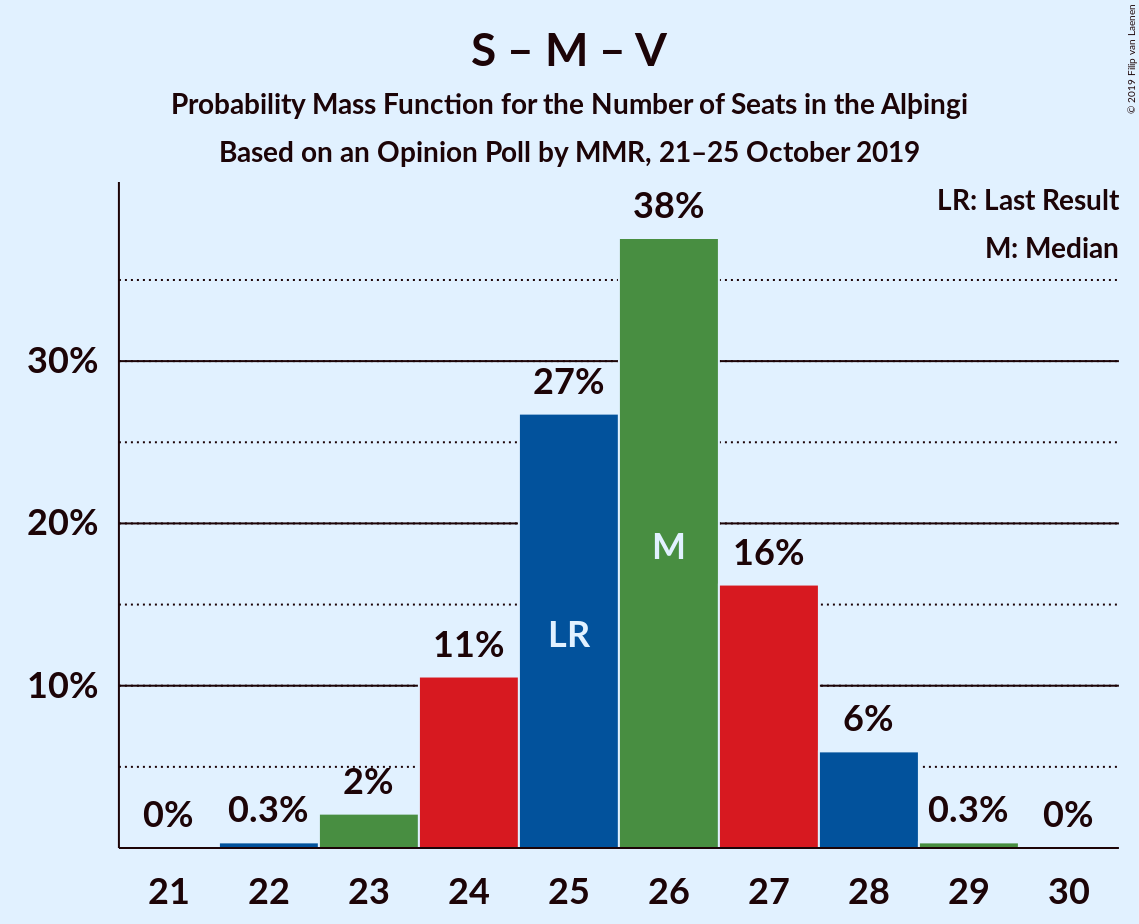 S – M – V
Probability Mass Function for the Number of Seats in the Alþingi
Based on an Opinion Poll by MMR, 21–25 October 2019
© 2019 Filip van Laenen
LR: Last Result
M: Median
38%
30%
27%
20%
M
16%
LR
11%
10%
6%
2%
0%
0.3%
0.3%
0%
21
22
23
24
25
26
27
28
29
30